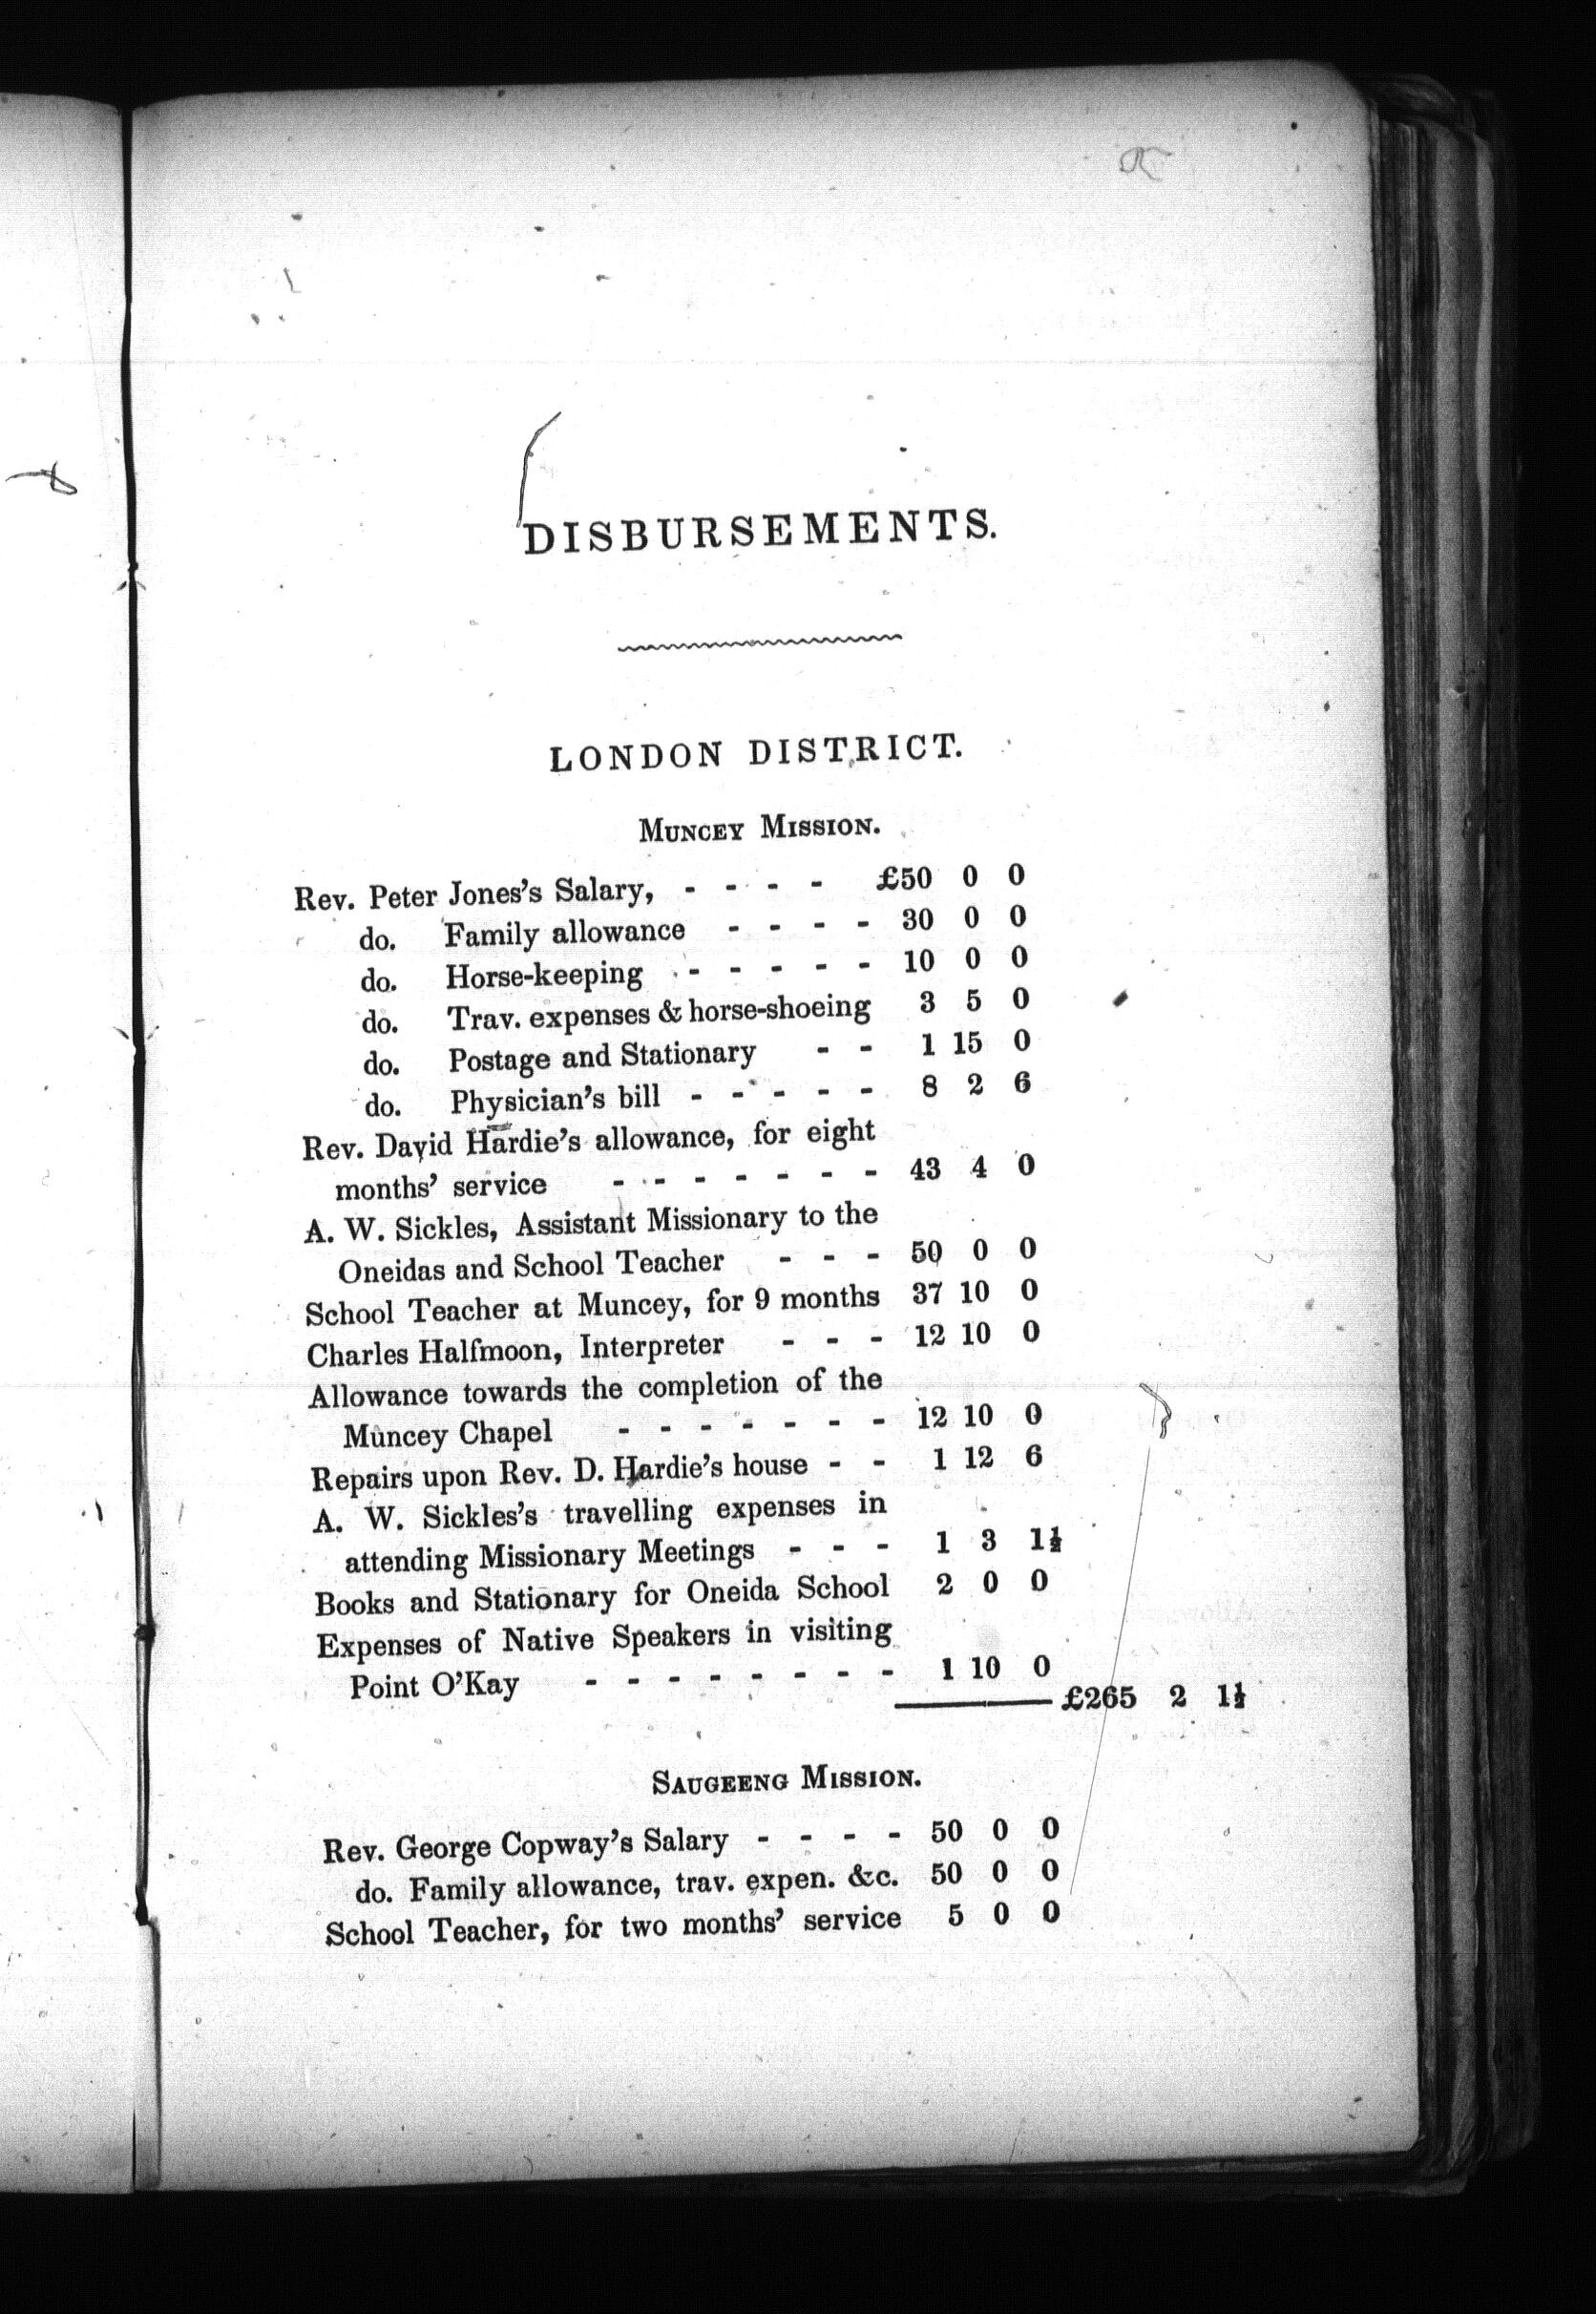 DISBURSEMENTS.
LONDON DISTRICT.
MUNCEY MISSION.
Rev. Peter Jones's Salary, - - - - £50 0 0
do. Family allowance - - - - 30 0 0
do. Horse-keeping - - - - - 10 0 0
do. Trav. expenses & horse-shoeing 3 5 0
do. Postage and Stationary - - 1 15 0
do. Physician's bill - - - - - 8 2 6
Rev. David Hardie's allowance, for eight
months' service - - - - - - - 43 4 0
A. W. Sickles, Assistant Missionary to the
Oneidas and School Teacher - - - 50 0 0
School Teacher at Muncey, for 9 months 37 10 0
Charles Halfmoon, Interpreter - - - 12 10 0
Allowance towards the completion of the
Muncey Chapel - - - - - - - 12 10 0
Repairs upon Rev. D. Hardie's house - - 1 12 6
A. W. Sickles's travelling expenses in
attending Missionary Meetings - - - 1 3 1½
Books and Stationary for Oneida School 2 0 0
Expenses of Native Speakers in visiting
Point O'Kay - - - - - - - - 1 10 0
£265 2 1½
SAUGEENG MISSION.
Rev. George Copway's Salary - - - - 50 0 0
do. Family allowance, trav. expen. &c. 50 0 0
School Teacher, for two months' service 5 0 0